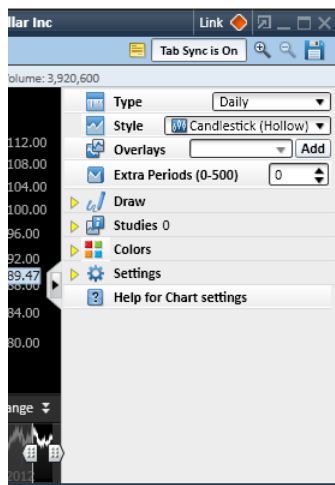 llar Inc Link
Tab Sync is On
Volume: 3,920,600
Type Daily
112.00 Style Candlestick (Hollow)
108.00 Overlays Add
104.00 Extra Periods (0-500) 0
100.00 Draw
96.00 Studies 0
92.00 Colors
89.47 Settings
88.00
84.00 Help for Chart settings
80.00
ange
2012